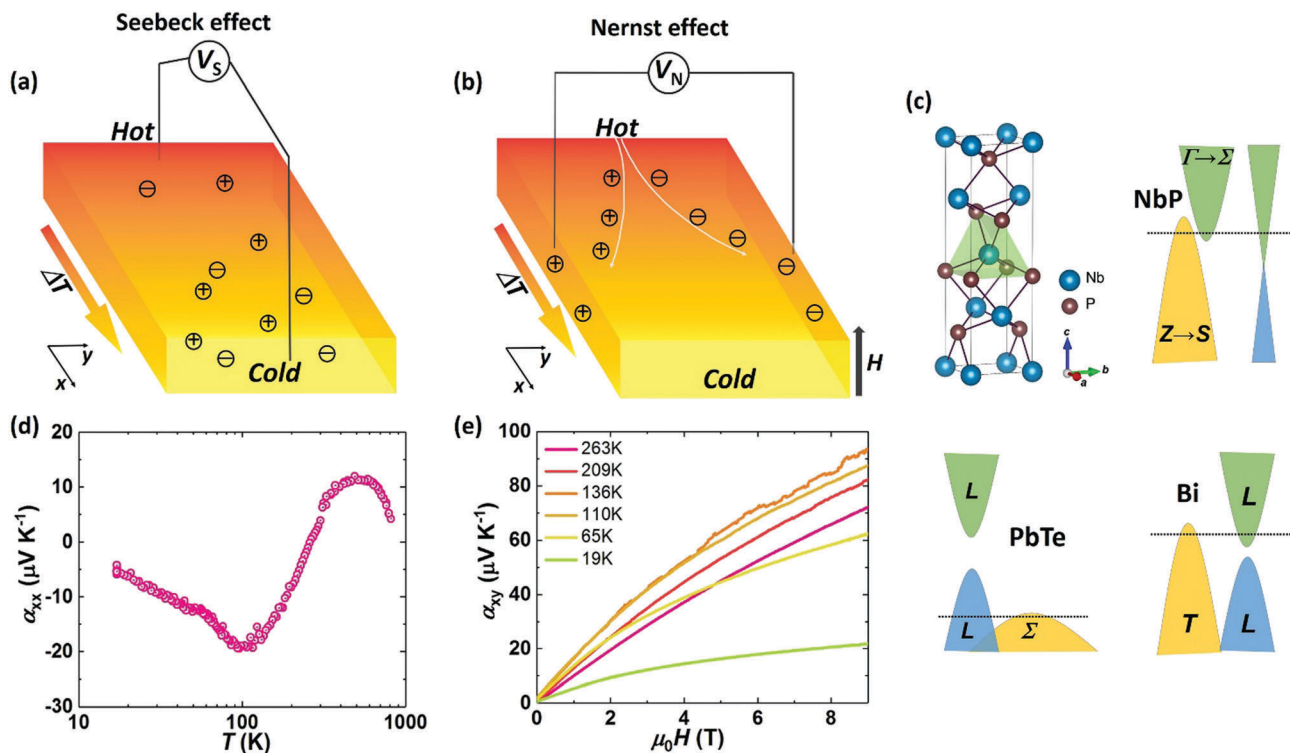 Seebeck effect
(a)
V_S
Hot
ΔT
y
x
Cold
Nernst effect
(b)
V_N
Hot
ΔT
y
x
Cold
H
(c)
Nb
P
c
b
a
NbP
Γ→Σ
Z→S
(d)
α_xx (μV K⁻¹)
20
10
0
-10
-20
-30
10
100
1000
T (K)
(e)
α_xy (μV K⁻¹)
100
80
60
40
20
0
263K
209K
136K
110K
65K
19K
0
2
4
6
8
μ₀H (T)
L
PbTe
L
Σ
Bi
L
T
L